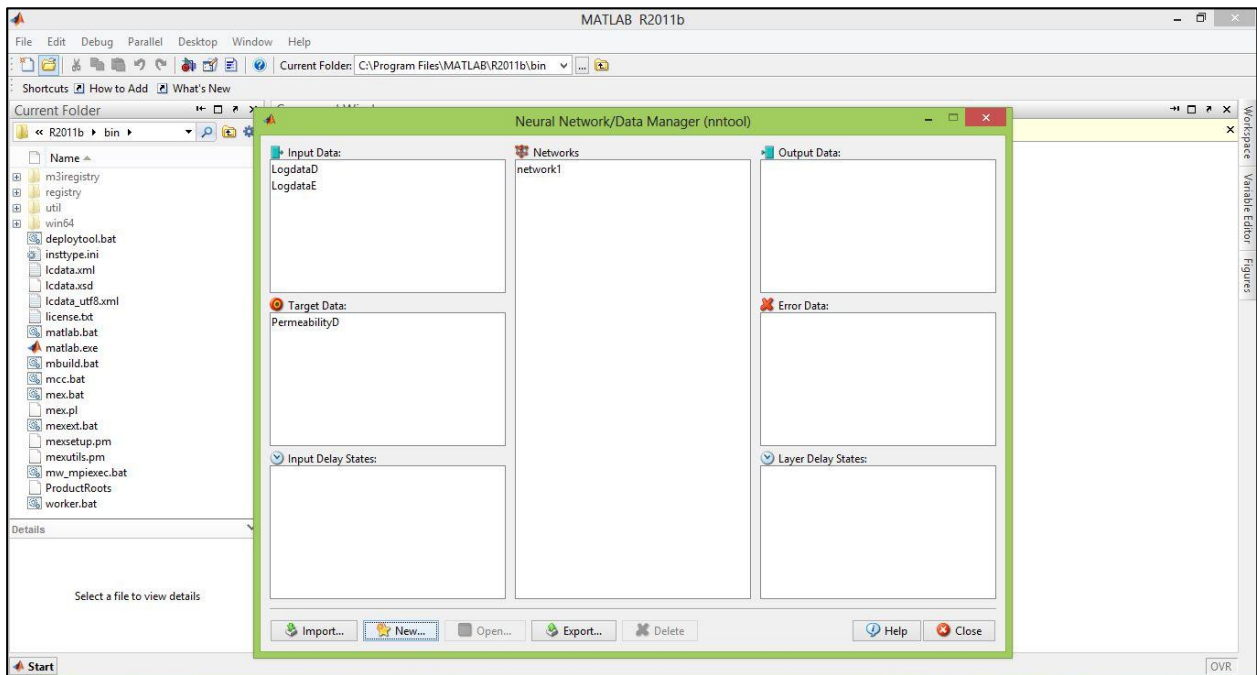 MATLAB R2011b
File Edit Debug Parallel Desktop Window Help
Current Folder: C:\Program Files\MATLAB\R2011b\bin ...
Shortcuts How to Add What's New
Current Folder
« R2011b bin
Name
m3iregistry
registry
util
win64
deploytool.bat
insttype.ini
lcdata.xml
lcdata.xsd
lcdata_utf8.xml
license.txt
matlab.bat
matlab.exe
mbuild.bat
mcc.bat
mex.bat
mex.pl
mexext.bat
mexsetup.pm
mexutils.pm
mw_mpiexec.bat
ProductRoots
worker.bat
Details
Select a file to view details
Start
Neural Network/Data Manager (nntool)
Input Data:
LogdataD
LogdataE
Networks
network1
Output Data:
Target Data:
PermeabilityD
Error Data:
Input Delay States:
Layer Delay States:
Import... New... Open... Export... Delete Help Close
Workspace
Variable Editor
Figures
OVR